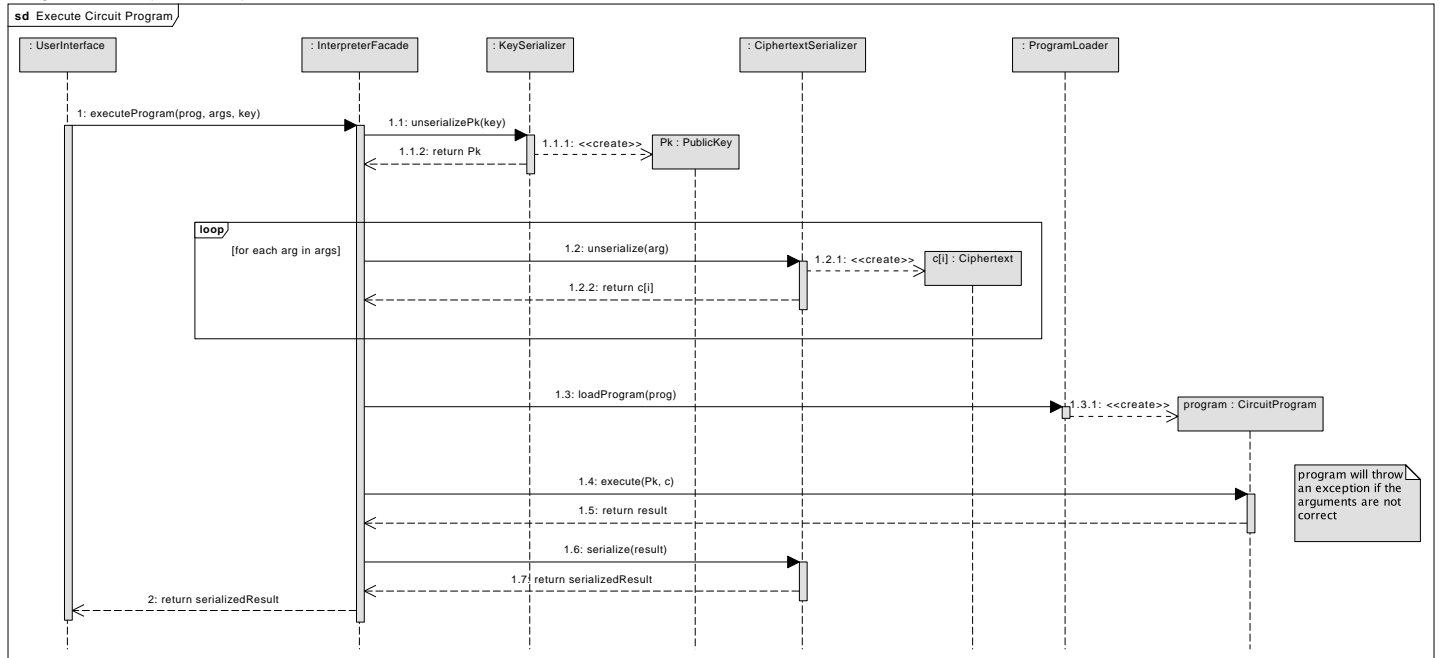 sd Execute Circuit Program
: UserInterface
: InterpreterFacade
: KeySerializer
: CiphertextSerializer
: ProgramLoader
1: executeProgram(prog, args, key)
1.1: unserializePk(key)
1.1.1: <<create>>
Pk : PublicKey
1.1.2: return Pk
loop
[for each arg in args]
1.2: unserialize(arg)
1.2.1: <<create>>
c[i] : Ciphertext
1.2.2: return c[i]
1.3: loadProgram(prog)
1.3.1: <<create>>
program : CircuitProgram
program will throw
an exception if the
arguments are not
correct
1.4: execute(Pk, c)
1.5: return result
1.6: serialize(result)
1.7: return serializedResult
2: return serializedResult